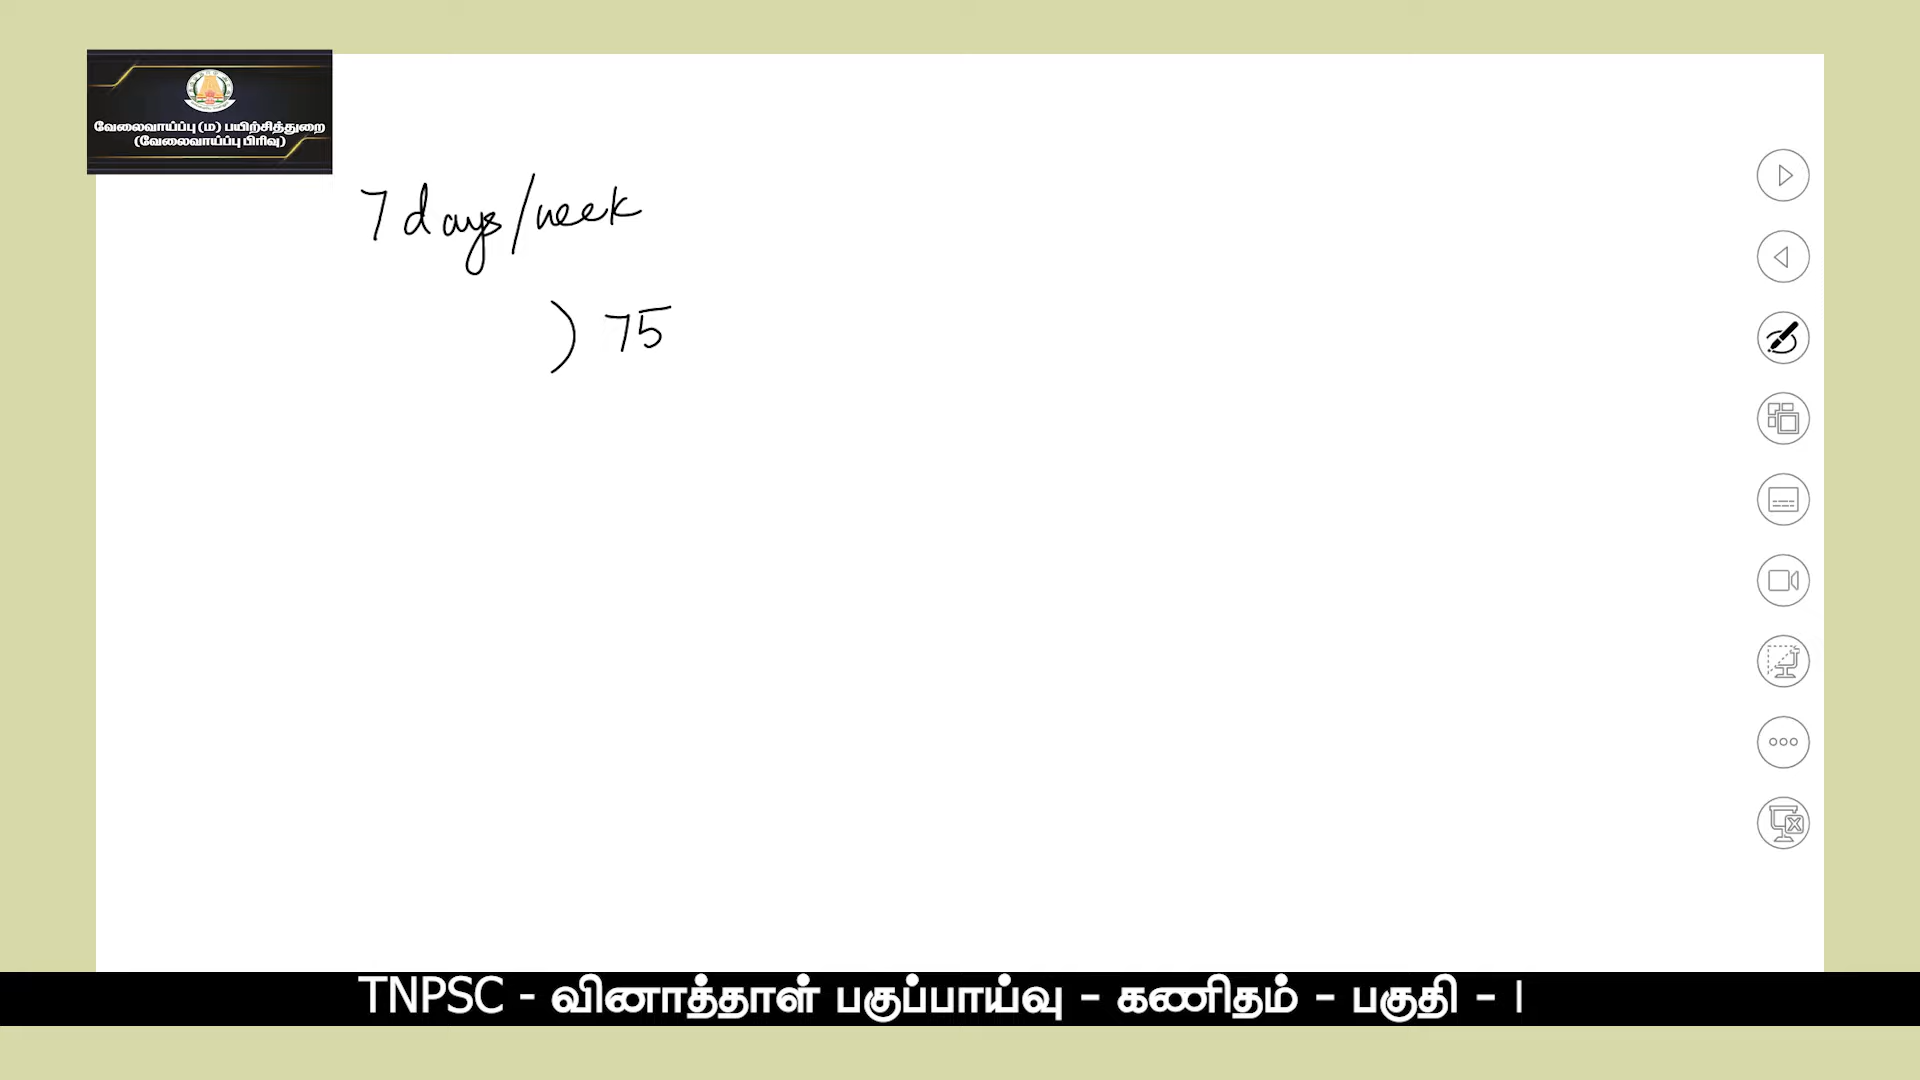 வேலைவாய்ப்பு (ம) பயிற்சித்துறை
(வேலைவாய்ப்பு பிரிவு)
7 days/week
) 75
TNPSC - வினாத்தாள் பகுப்பாய்வு - கணிதம் - பகுதி - I